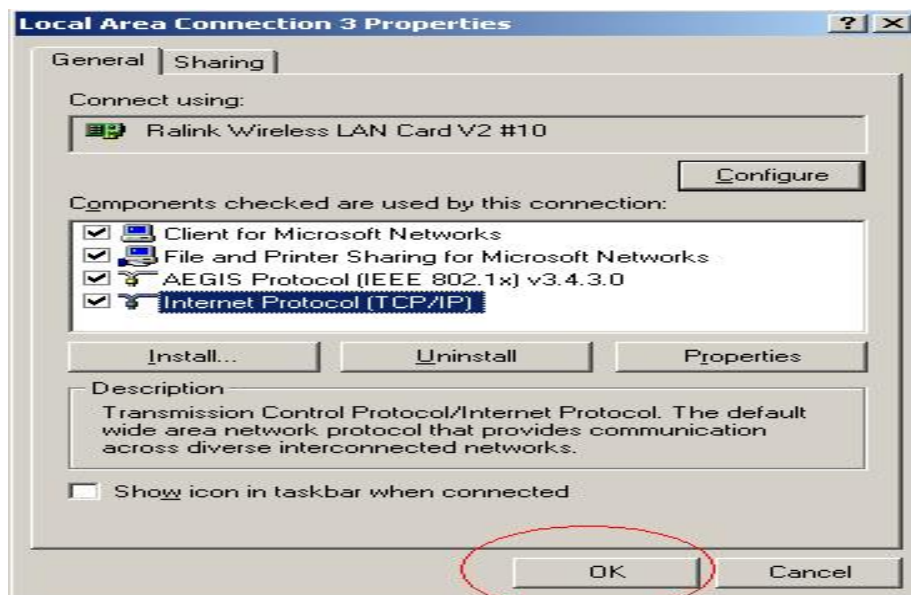 Local Area Connection 3 Properties
General Sharing
Connect using:
Ralink Wireless LAN Card V2 #10
Configure
Components checked are used by this connection:
Client for Microsoft Networks
File and Printer Sharing for Microsoft Networks
AEGIS Protocol (IEEE 802.1x) v3.4.3.0
Internet Protocol (TCP/IP)
Install... Uninstall Properties
Description
Transmission Control Protocol/Internet Protocol. The default
wide area network protocol that provides communication
across diverse interconnected networks.
Show icon in taskbar when connected
OK Cancel